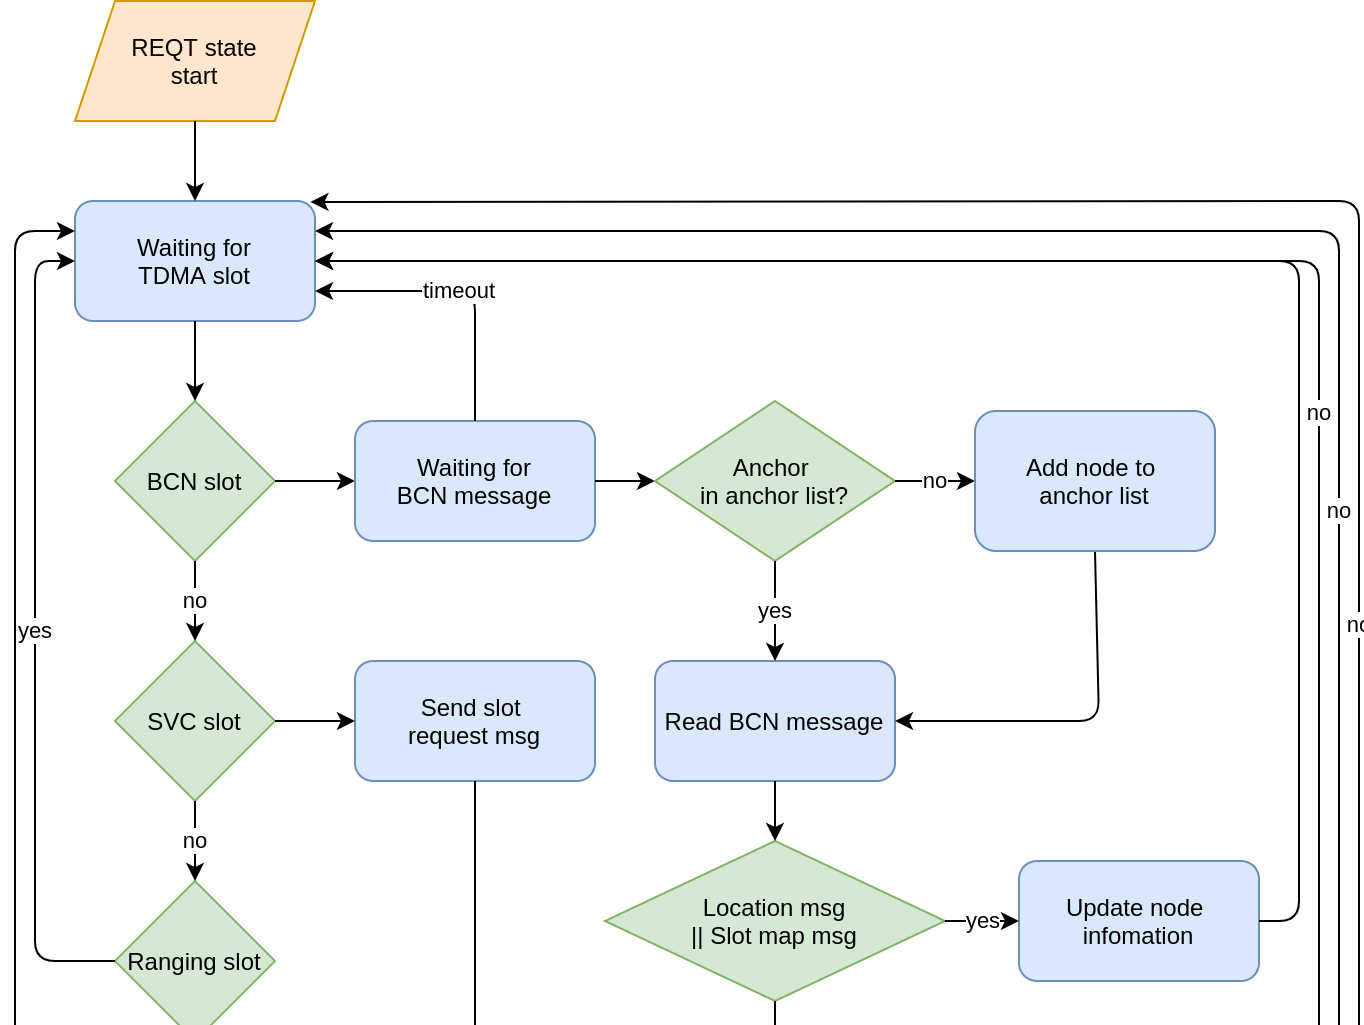 REQT state
start
Waiting for
TDMA slot
timeout
BCN slot
Waiting for
BCN message
Anchor
in anchor list?
no
Add node to
anchor list
no
no
no
yes
yes
no
SVC slot
Send slot
request msg
Read BCN message
no
Location msg
|| Slot map msg
yes
Update node
infomation
Ranging slot